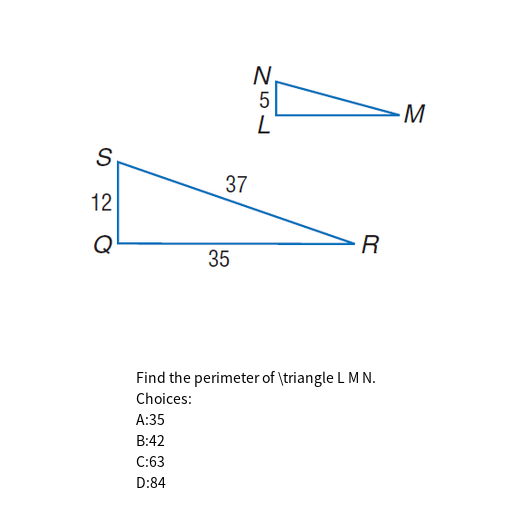 N
5
L
M
S
37
12
Q
R
35
Find the perimeter of \triangle L M N.
Choices:
A:35
B:42
C:63
D:84